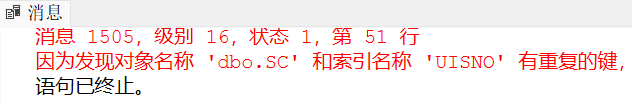 消息
消息 1505, 级别 16, 状态 1, 第 51 行
因为发现对象名称 'dbo.SC' 和索引名称 'UISNO' 有重复的键,
语句已终止。